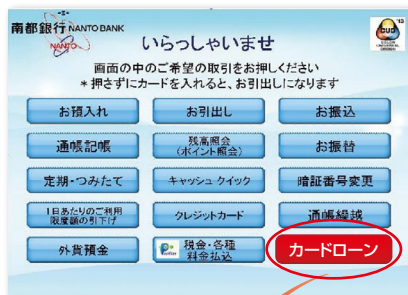 南都銀行 NANTO BANK
NANTO
いらっしゃいませ
画面の中のご希望の取引をお押しください
*押さずにカードを入れると、お引出しになります
お預入れ
お引出し
お振込
通帳記帳
残高照会
(ポイント照会)
お振替
定期・つみたて
キャッシュ クイック
暗証番号変更
1日あたりのご利用
限度額の引下げ
クレジットカード
通帳繰越
外貨預金
税金・各種
料金払込
カードローン